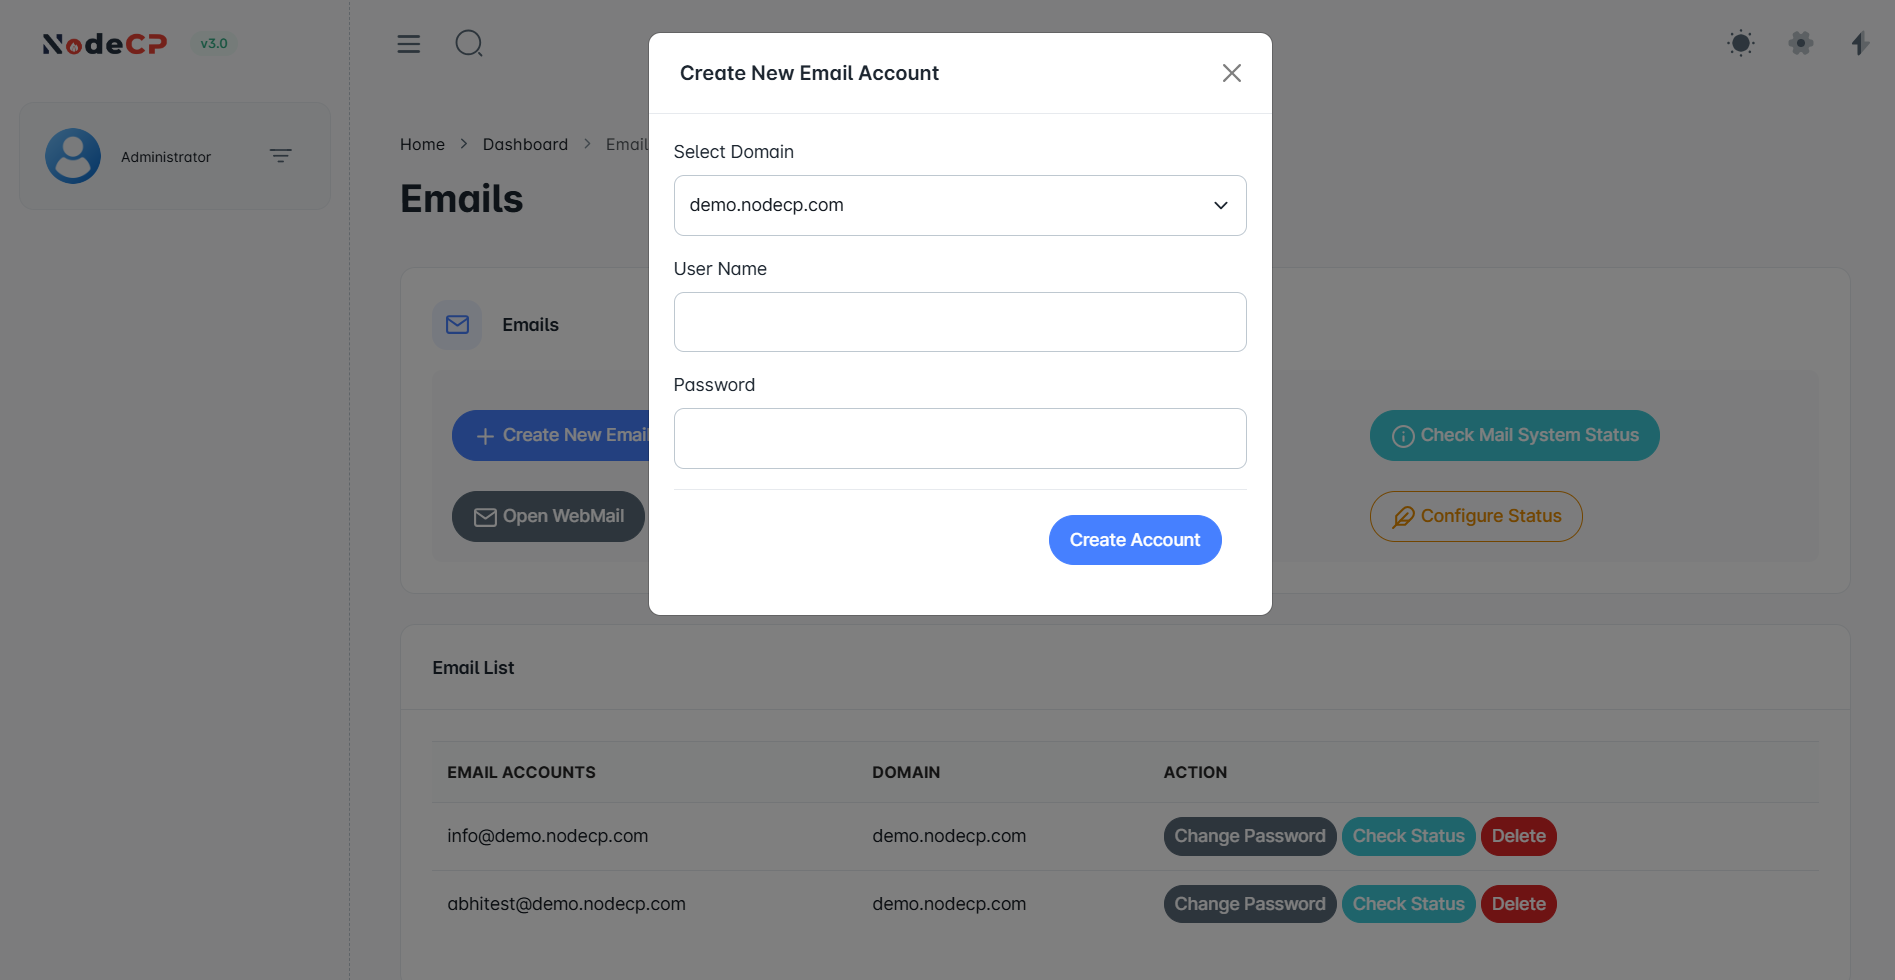 NodeCP v3.0
Administrator
Home > Dashboard > Email
Emails
Emails
Create New Email
Open WebMail
Check Mail System Status
Configure Status
Create New Email Account
Select Domain
demo.nodecp.com
User Name
Password
Create Account
Email List
EMAIL ACCOUNTS DOMAIN ACTION
info@demo.nodecp.com demo.nodecp.com Change Password Check Status Delete
abhitest@demo.nodecp.com demo.nodecp.com Change Password Check Status Delete